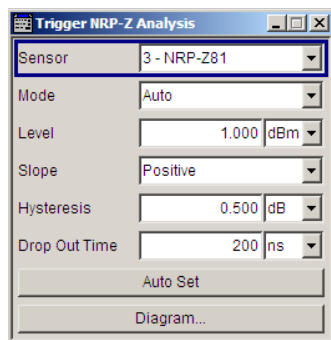 Trigger NRP-Z Analysis
Sensor 3 - NRP-Z81
Mode Auto
Level 1.000 dBm
Slope Positive
Hysteresis 0.500 dB
Drop Out Time 200 ns
Auto Set
Diagram...